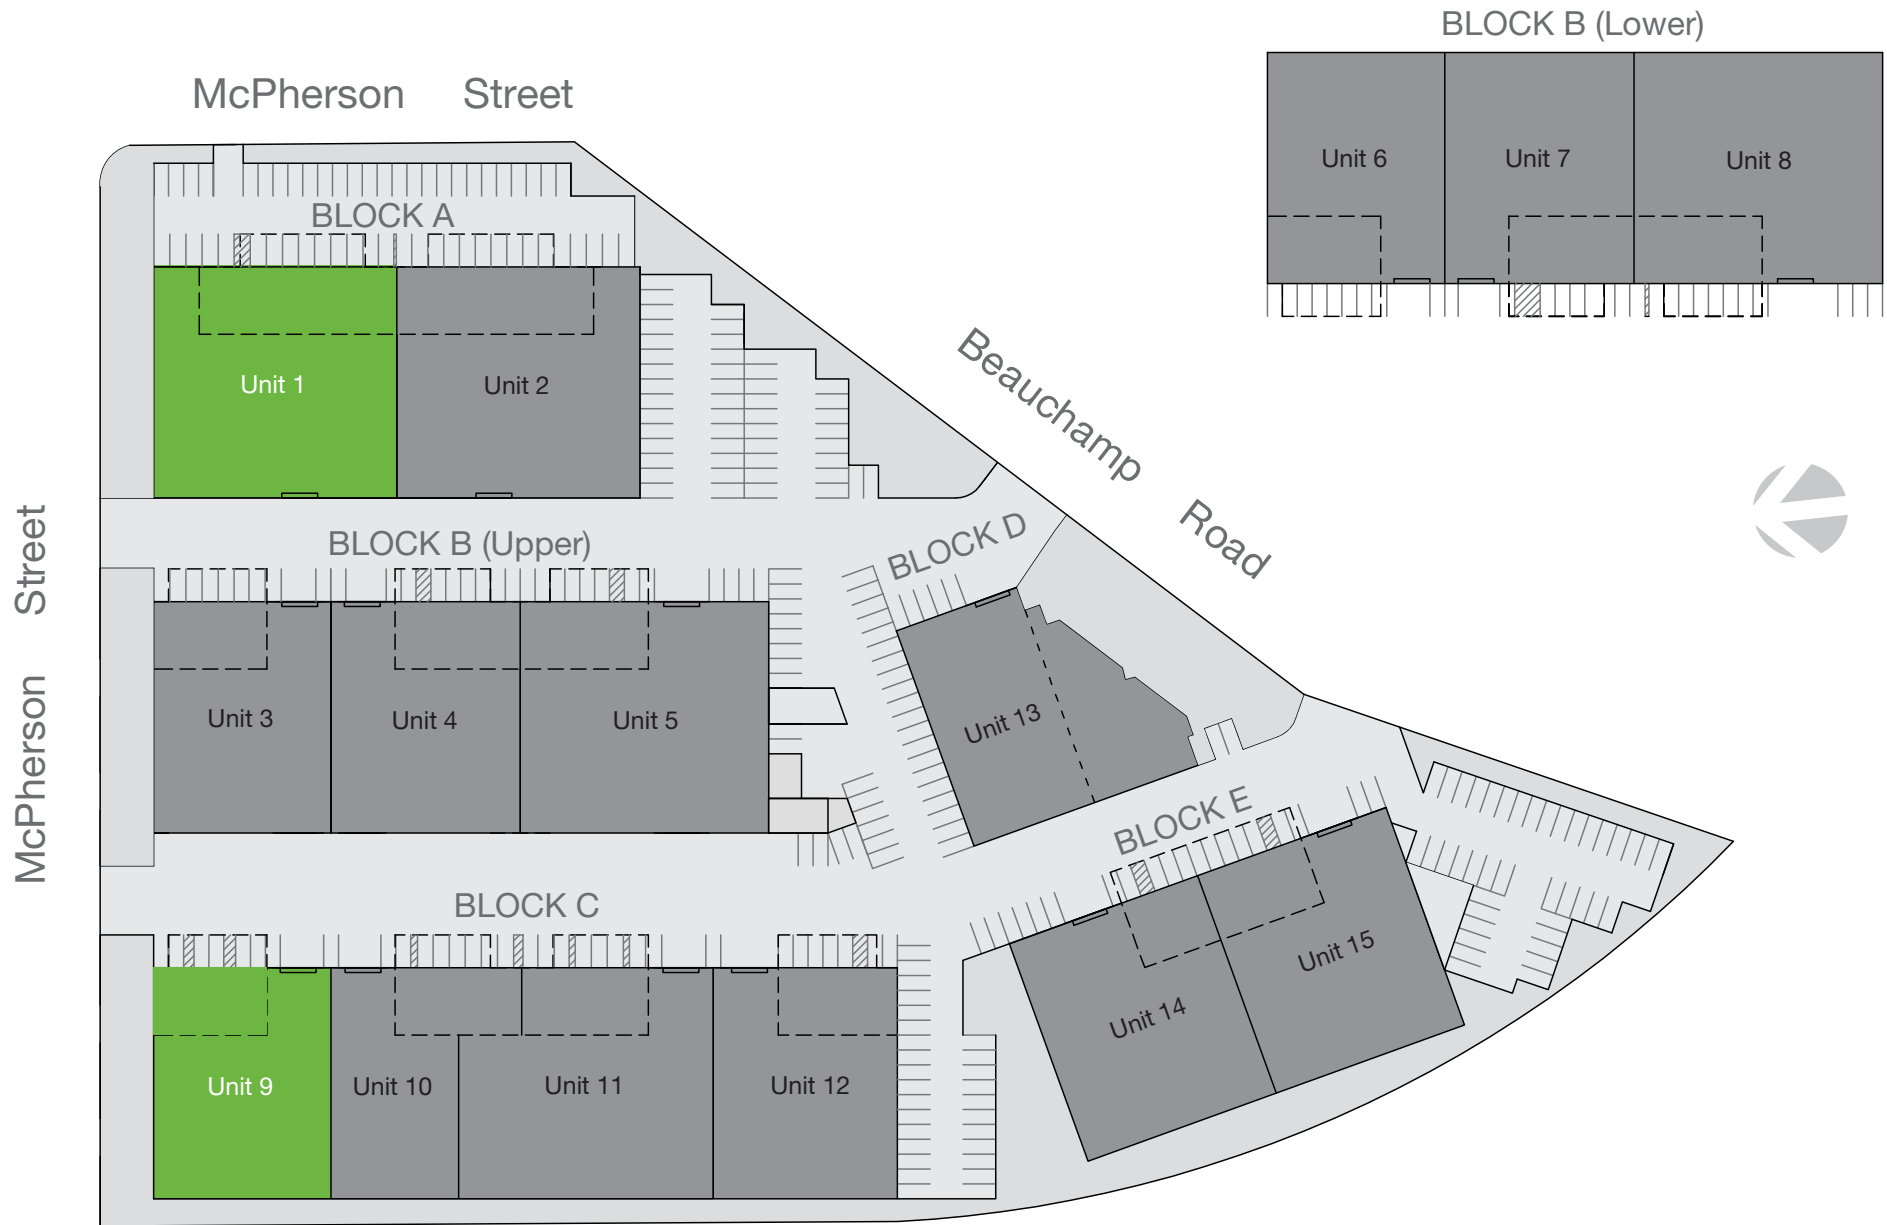 BLOCK B (Lower)
McPherson Street
Unit 6
Unit 7
Unit 8
BLOCK A
Unit 1
Unit 2
Beauchamp Road
McPherson Street
BLOCK B (Upper)
BLOCK D
Unit 3
Unit 4
Unit 5
Unit 13
BLOCK E
BLOCK C
Unit 14
Unit 15
Unit 9
Unit 10
Unit 11
Unit 12